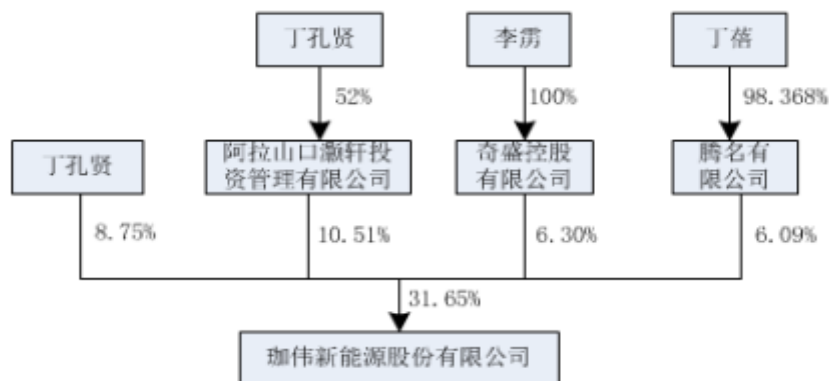 丁孔贤
李雳
丁蓓
52%
100%
98.368%
丁孔贤
阿拉山口灏轩投
资管理有限公司
奇盛控股
有限公司
腾名有
限公司
8.75%
10.51%
6.30%
6.09%
31.65%
珈伟新能源股份有限公司